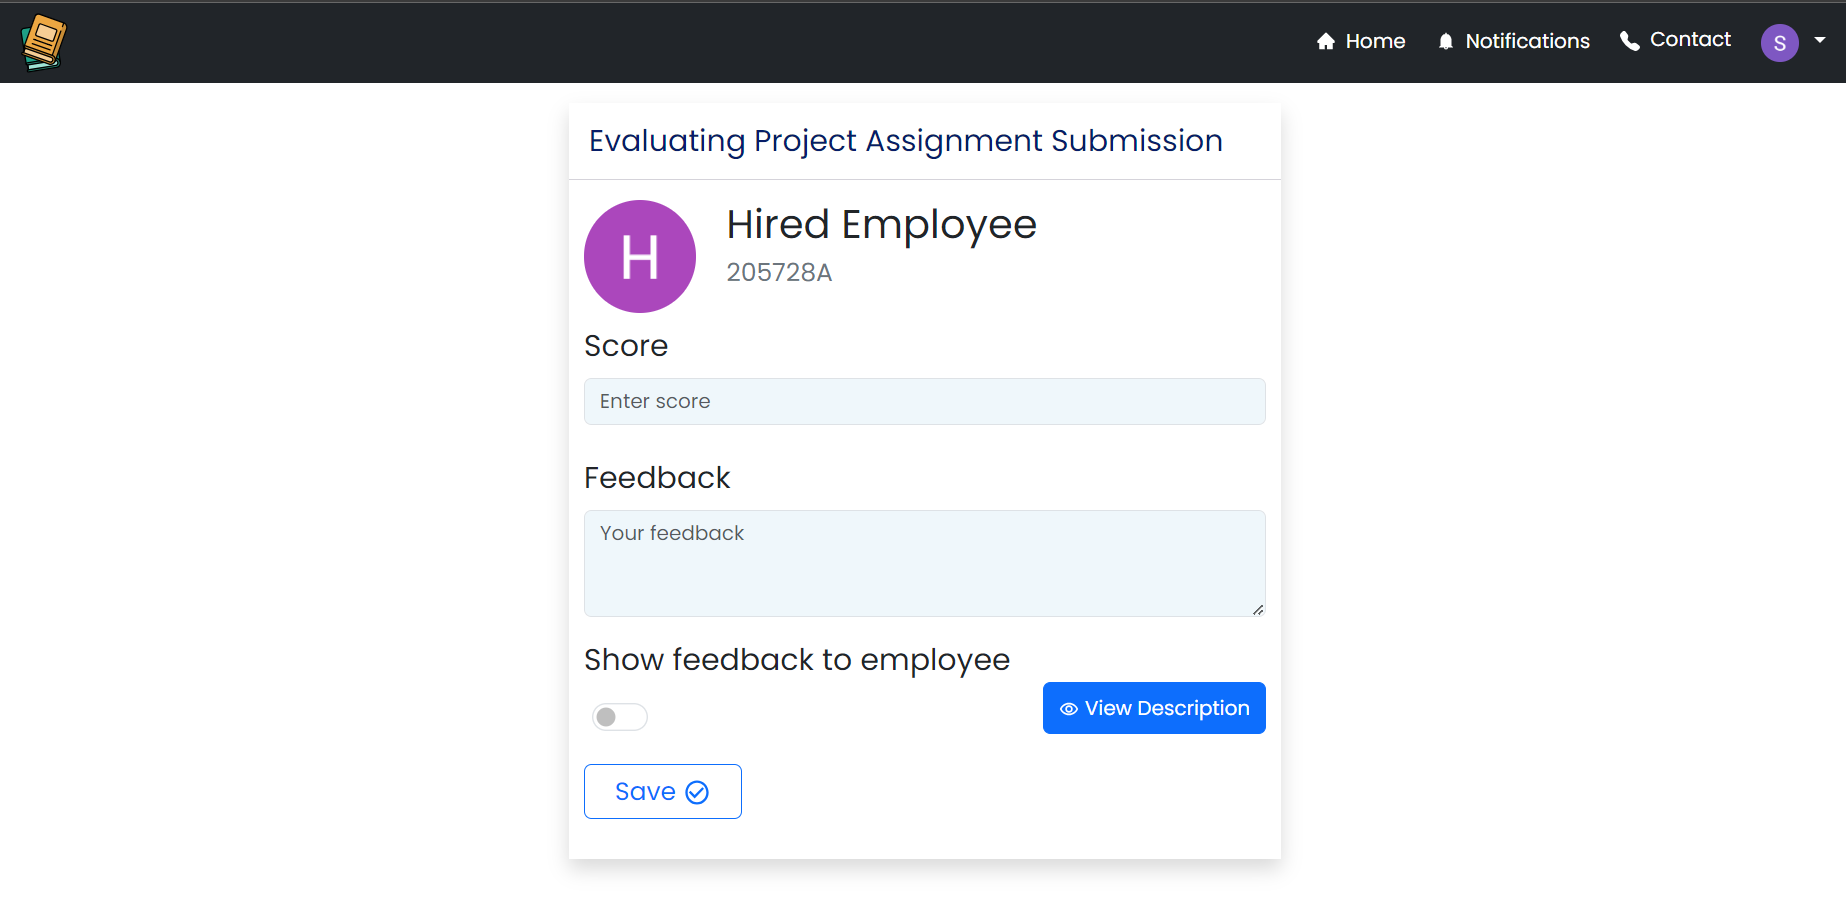 Home Notifications Contact S
Evaluating Project Assignment Submission
H
Hired Employee
205728A
Score
Enter score
Feedback
Your feedback
Show feedback to employee
View Description
Save